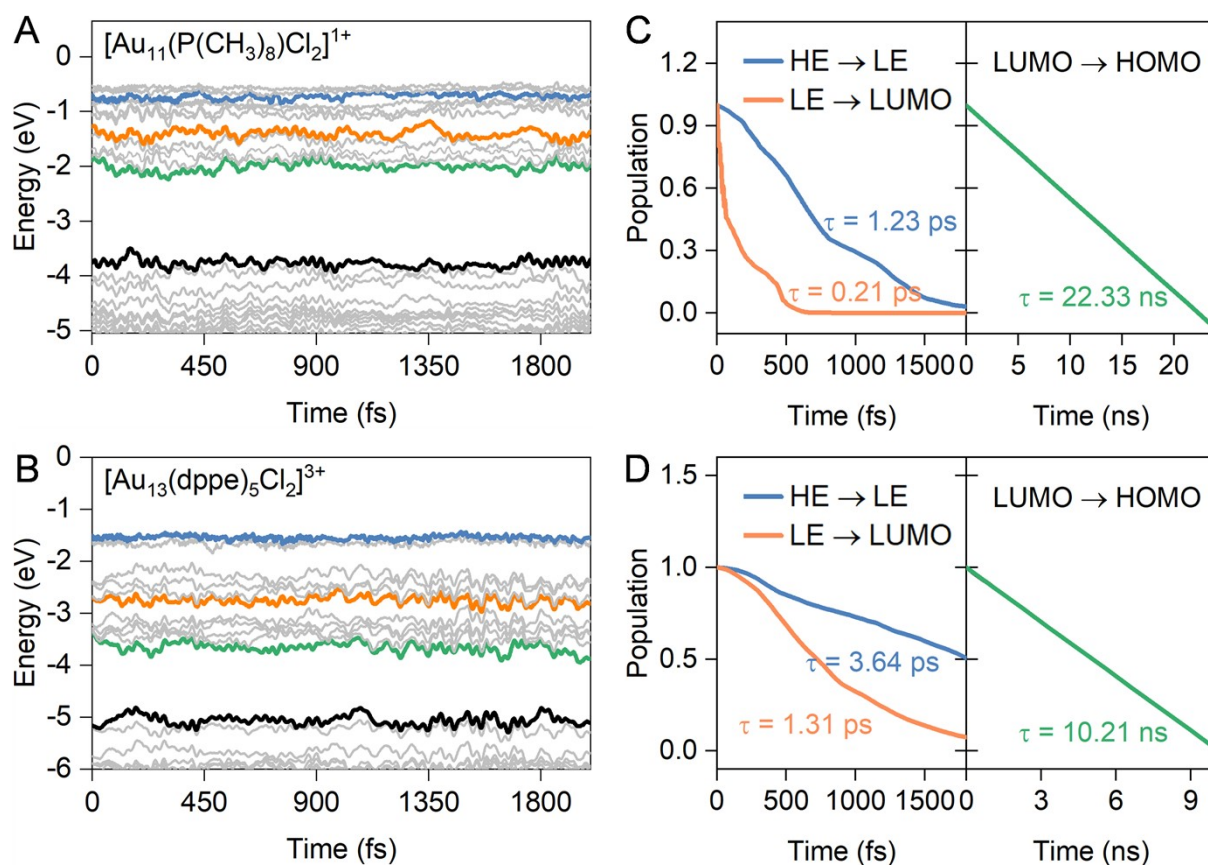 A
[Au₁₁(P(CH₃)₈)Cl₂]¹⁺
0
-1
-2
-3
-4
-5
Energy (eV)
0 450 900 1350 1800
Time (fs)
B
[Au₁₃(dppe)₅Cl₂]³⁺
0
-1
-2
-3
-4
-5
-6
Energy (eV)
0 450 900 1350 1800
Time (fs)
C
HE → LE
LE → LUMO
LUMO → HOMO
1.2
0.9
0.6
0.3
0.0
Population
τ = 1.23 ps
τ = 0.21 ps
τ = 22.33 ns
0 500 1000 1500
5 10 15 20
Time (fs)
Time (ns)
D
HE → LE
LE → LUMO
LUMO → HOMO
1.5
1.0
0.5
0.0
Population
τ = 3.64 ps
τ = 1.31 ps
τ = 10.21 ns
0 500 1000 1500
0 3 6 9
Time (fs)
Time (ns)